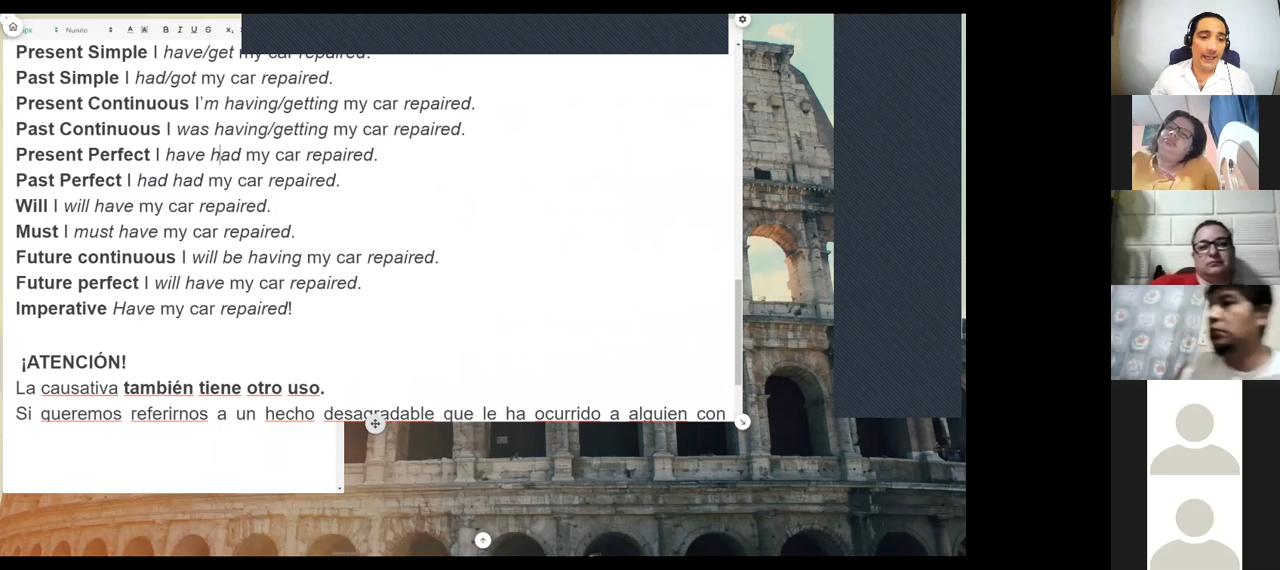 Nunito B I U S X₂
Present Simple I have/get my car repaired.
Past Simple I had/got my car repaired.
Present Continuous I'm having/getting my car repaired.
Past Continuous I was having/getting my car repaired.
Present Perfect I have had my car repaired.
Past Perfect I had had my car repaired.
Will I will have my car repaired.
Must I must have my car repaired.
Future continuous I will be having my car repaired.
Future perfect I will have my car repaired.
Imperative Have my car repaired!
¡ATENCIÓN!
La causativa también tiene otro uso.
Si queremos referirnos a un hecho desagradable que le ha ocurrido a alguien con